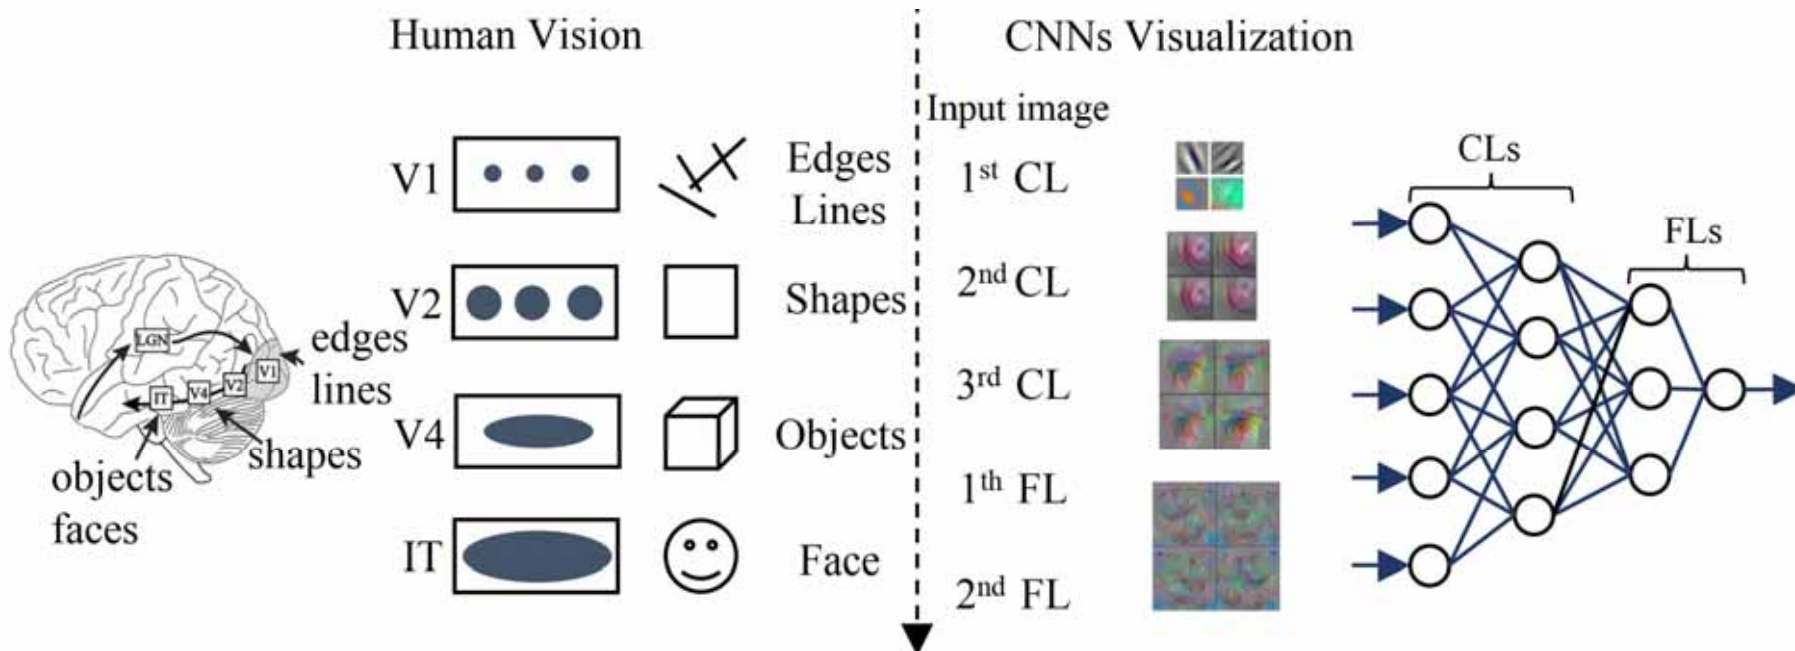 Human Vision
LGN
V1
V2
V4
IT
edges
lines
shapes
objects
faces
V1
Edges
Lines
V2
Shapes
V4
Objects
IT
Face
CNNs Visualization
Input image
1st CL
2nd CL
3rd CL
1th FL
2nd FL
CLs
FLs